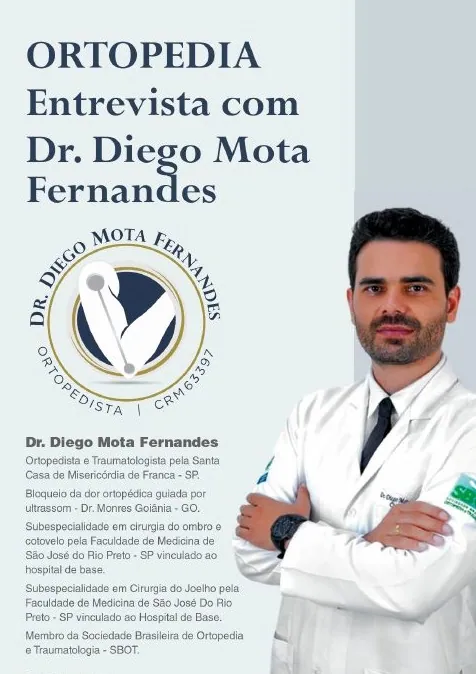 ORTOPEDIA
Entrevista com
Dr. Diego Mota
Fernandes
DR. DIEGO MOTA FERNANDES
ORTOPEDISTA | CRM63397
Dr. Diego Mota Fernandes
Ortopedista e Traumatologista pela Santa
Casa de Misericórdia de Franca - SP.
Bloqueio da dor ortopédica guiada por
ultrassom - Dr. Monres Goiânia - GO.
Subespecialidade em cirurgia do ombro e
cotovelo pela Faculdade de Medicina de
São José do Rio Preto - SP vinculado ao
hospital de base.
Subespecialidade em Cirurgia do Joelho pela
Faculdade de Medicina de São José Do Rio
Preto - SP vinculado ao Hospital de Base.
Membro da Sociedade Brasileira de Ortopedia
e Traumatologia - SBOT.
Dr. Diego